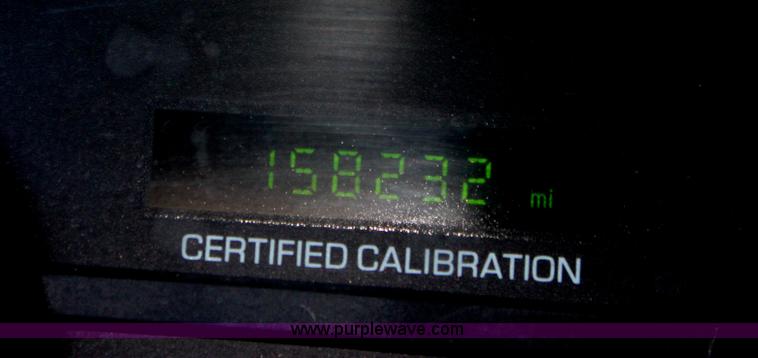 158232 mi
CERTIFIED CALIBRATION
www.purplewave.com